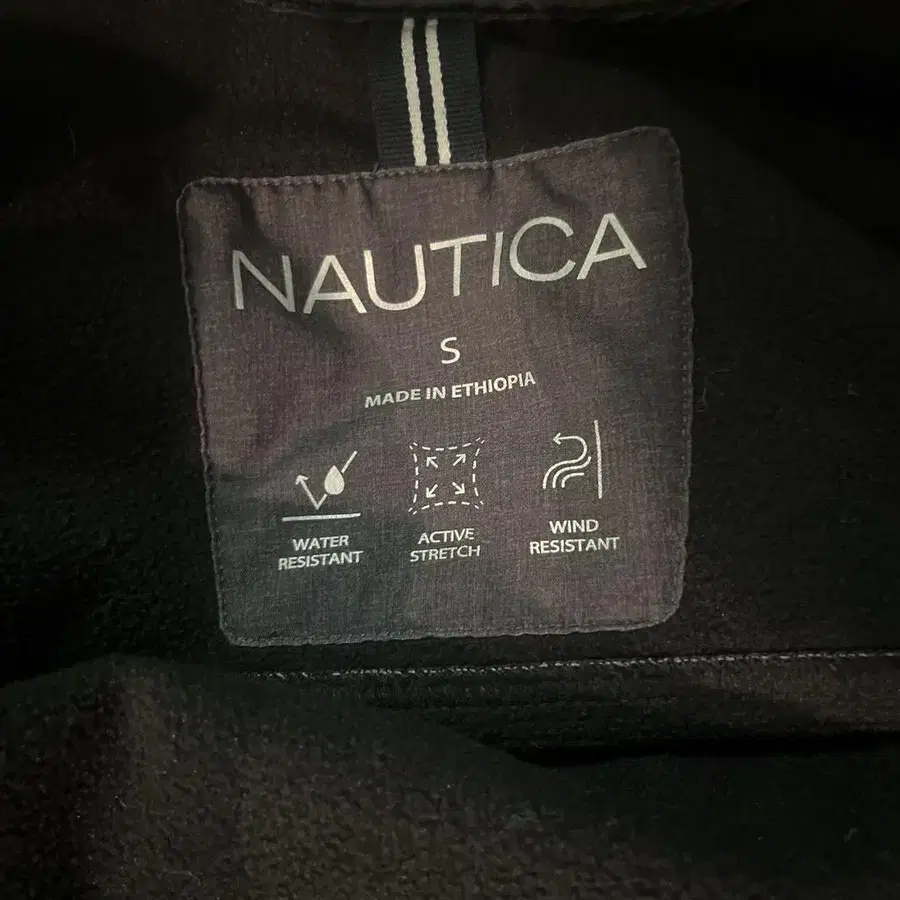 NAUTICA
S
MADE IN ETHIOPIA
WATER
RESISTANT
ACTIVE
STRETCH
WIND
RESISTANT